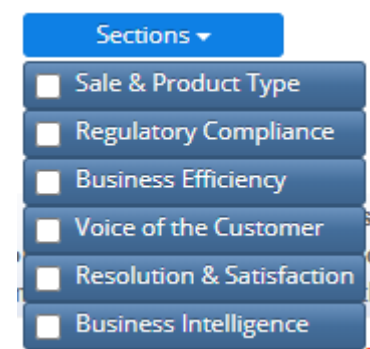 Sections
Sale & Product Type
Regulatory Compliance
Business Efficiency
Voice of the Customer
Resolution & Satisfaction
Business Intelligence